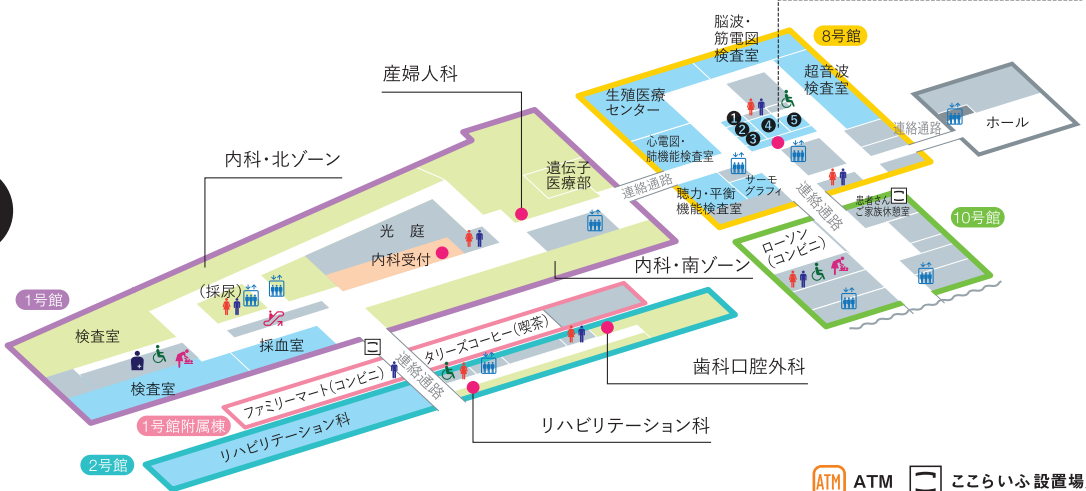 脳波・
筋電図
検査室
8号館
超音波
検査室
産婦人科
生殖医療
センター
1
2
3
4
5
連絡通路
ホール
心電図・
肺機能検査室
内科・北ゾーン
遺伝子
医療部
連絡通路
サーモ
グラフィ
聴力・平衡
機能検査室
連絡通路
患者さん
ご家族休憩室
10号館
光 庭
内科受付
ローソン
(コンビニ)
内科・南ゾーン
(採尿)
1号館
検査室
採血室
タリーズコーヒー(喫茶)
連絡通路
歯科口腔外科
検査室
ファミリーマート(コンビニ)
1号館附属棟
リハビリテーション科
リハビリテーション科
2号館
ATM ATM
ここらいふ設置場